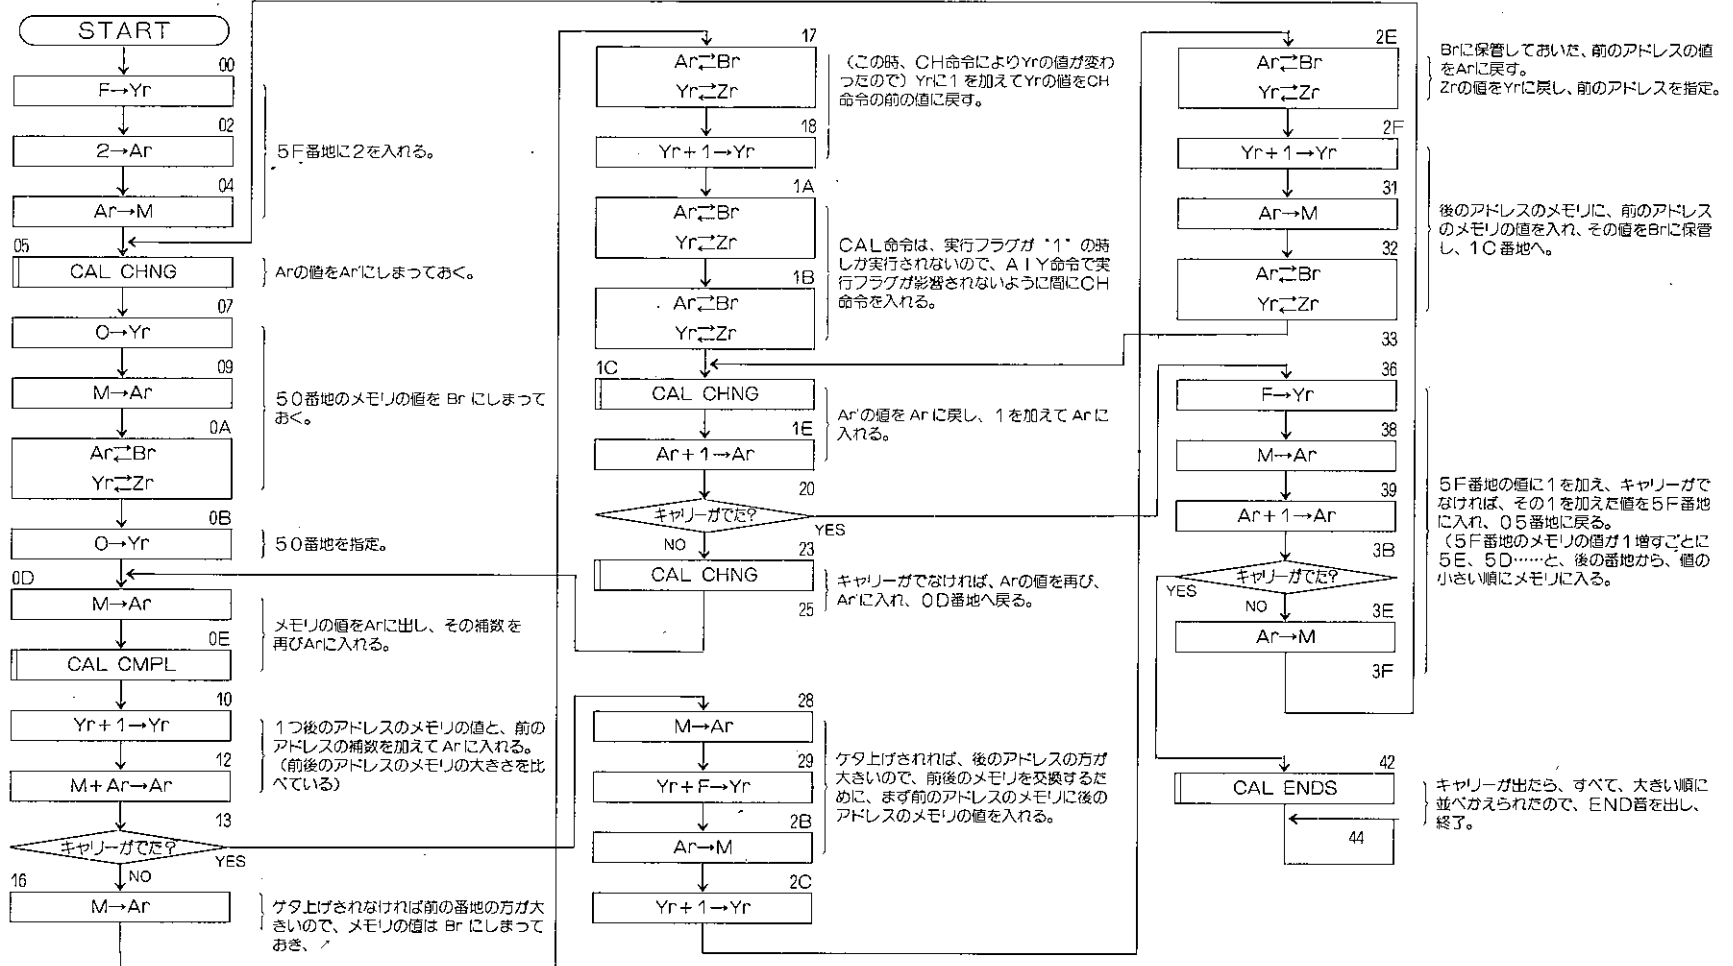 START
00
F→Yr
02
2→Ar
04
Ar→M
5F番地に2を入れる。
05
CAL CHNG
Arの値をAr'にしまっておく。
07
0→Yr
09
M→Ar
0A
Ar⇄Br
Yr⇄Zr
50番地のメモリの値を Br にしまって
おく。
0B
0→Yr
50番地を指定。
0D
M→Ar
0E
CAL CMPL
メモリの値をArに出し、その補数を
再びArに入れる。
10
Yr+1→Yr
12
M+Ar→Ar
1つ後のアドレスのメモリの値と、前の
アドレスの補数を加えて Ar に入れる。
(前後のアドレスのメモリの大きさを比
べている)
13
キャリーがでた?
YES
NO
16
M→Ar
ゲタ上げされなければ前の番地の方が大
きいので、メモリの値は Br にしまって
おき、↗
17
Ar⇄Br
Yr⇄Zr
18
Yr+1→Yr
(この時、CH命令によりYrの値が変わ
ったので) Yrに1を加えてYrの値をCH
命令の前の値に戻す。
1A
Ar⇄Br
Yr⇄Zr
1B
Ar⇄Br
Yr⇄Zr
CAL命令は、実行フラグが "1" の時
しか実行されないので、AIY命令で実
行フラグが影響されないように間にCH
命令を入れる。
1C
CAL CHNG
1E
Ar+1→Ar
Ar'の値を Ar に戻し、1を加えて Ar に
入れる。
20
キャリーがでた?
YES
NO
23
CAL CHNG
25
キャリーがでなければ、Arの値を再び、
Ar'に入れ、0D番地へ戻る。
28
M→Ar
29
Yr+F→Yr
2B
Ar→M
2C
Yr+1→Yr
ケタ上げされれば、後のアドレスの方が
大きいので、前後のメモリを交換するた
めに、まず前のアドレスのメモリに後の
アドレスのメモリの値を入れる。
2E
Ar⇄Br
Yr⇄Zr
Brに保管しておいた、前のアドレスの値
をArに戻す。
Zrの値をYrに戻し、前のアドレスを指定。
2F
Yr+1→Yr
31
Ar→M
32
Ar⇄Br
Yr⇄Zr
33
後のアドレスのメモリに、前のアドレス
のメモリの値を入れ、その値をBrに保管
し、1C番地へ。
36
F→Yr
38
M→Ar
39
Ar+1→Ar
3B
キャリーがでた?
YES
NO
3E
Ar→M
3F
5F番地の値に1を加え、キャリーがで
なければ、その1を加えた値を5F番地
に入れ、05番地に戻る。
(5F番地のメモリの値が1増すごとに
5E、5D……と、後の番地から、値の
小さい順にメモリに入る。
42
CAL ENDS
44
キャリーが出たら、すべて、大きい順に
並べかえられたので、END音を出し、
終了。